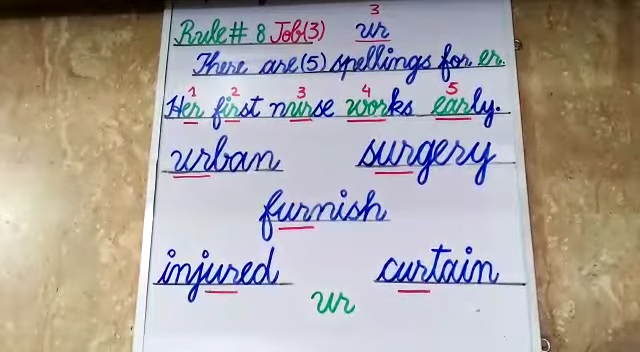 3
Rule # 8 Job(3) ur
There are (5) spellings for er.
1 2 3 4 5
Her first nurse works early.
urban surgery
furnish
injured curtain
ur